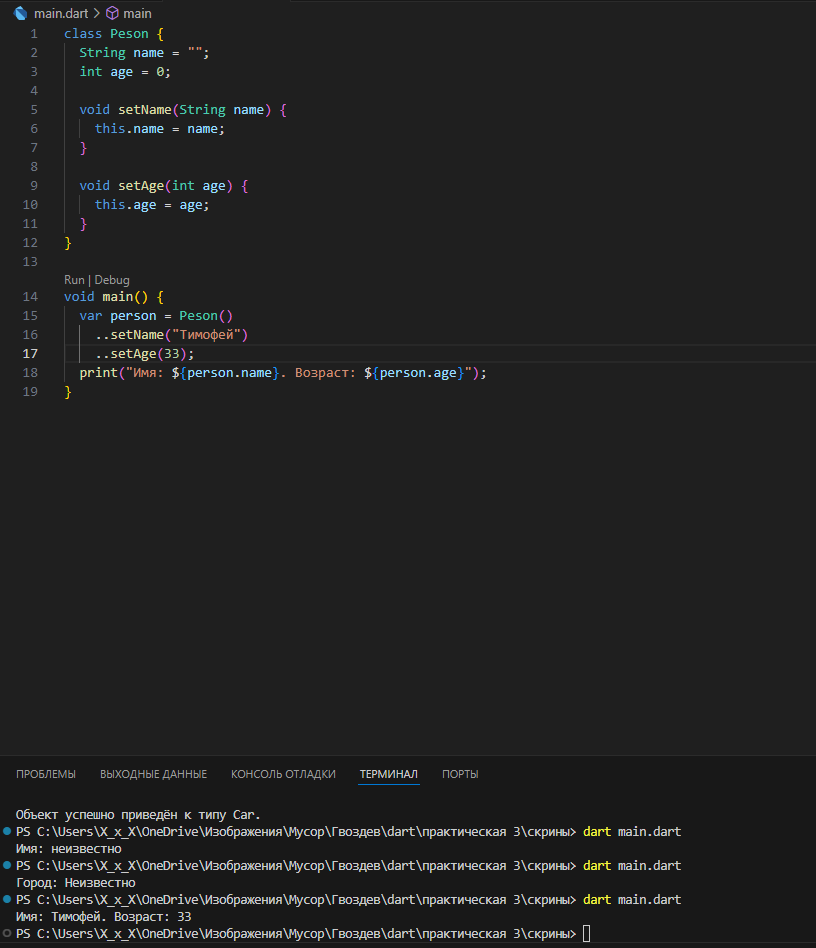 main.dart > main
1 class Peson {
2 String name = "";
3 int age = 0;
4
5 void setName(String name) {
6 this.name = name;
7 }
8
9 void setAge(int age) {
10 this.age = age;
11 }
12 }
13
Run | Debug
14 void main() {
15 var person = Peson()
16 ..setName("Тимофей")
17 ..setAge(33);
18 print("Имя: ${person.name}. Возраст: ${person.age}");
19 }
ПРОБЛЕМЫ ВЫХОДНЫЕ ДАННЫЕ КОНСОЛЬ ОТЛАДКИ ТЕРМИНАЛ ПОРТЫ
Объект успешно приведён к типу Car.
PS C:\Users\X_x_X\OneDrive\Изображения\Мусор\Гвоздев\dart\практическая 3\скрины> dart main.dart
Имя: неизвестно
PS C:\Users\X_x_X\OneDrive\Изображения\Мусор\Гвоздев\dart\практическая 3\скрины> dart main.dart
Город: Неизвестно
PS C:\Users\X_x_X\OneDrive\Изображения\Мусор\Гвоздев\dart\практическая 3\скрины> dart main.dart
Имя: Тимофей. Возраст: 33
PS C:\Users\X_x_X\OneDrive\Изображения\Мусор\Гвоздев\dart\практическая 3\скрины>